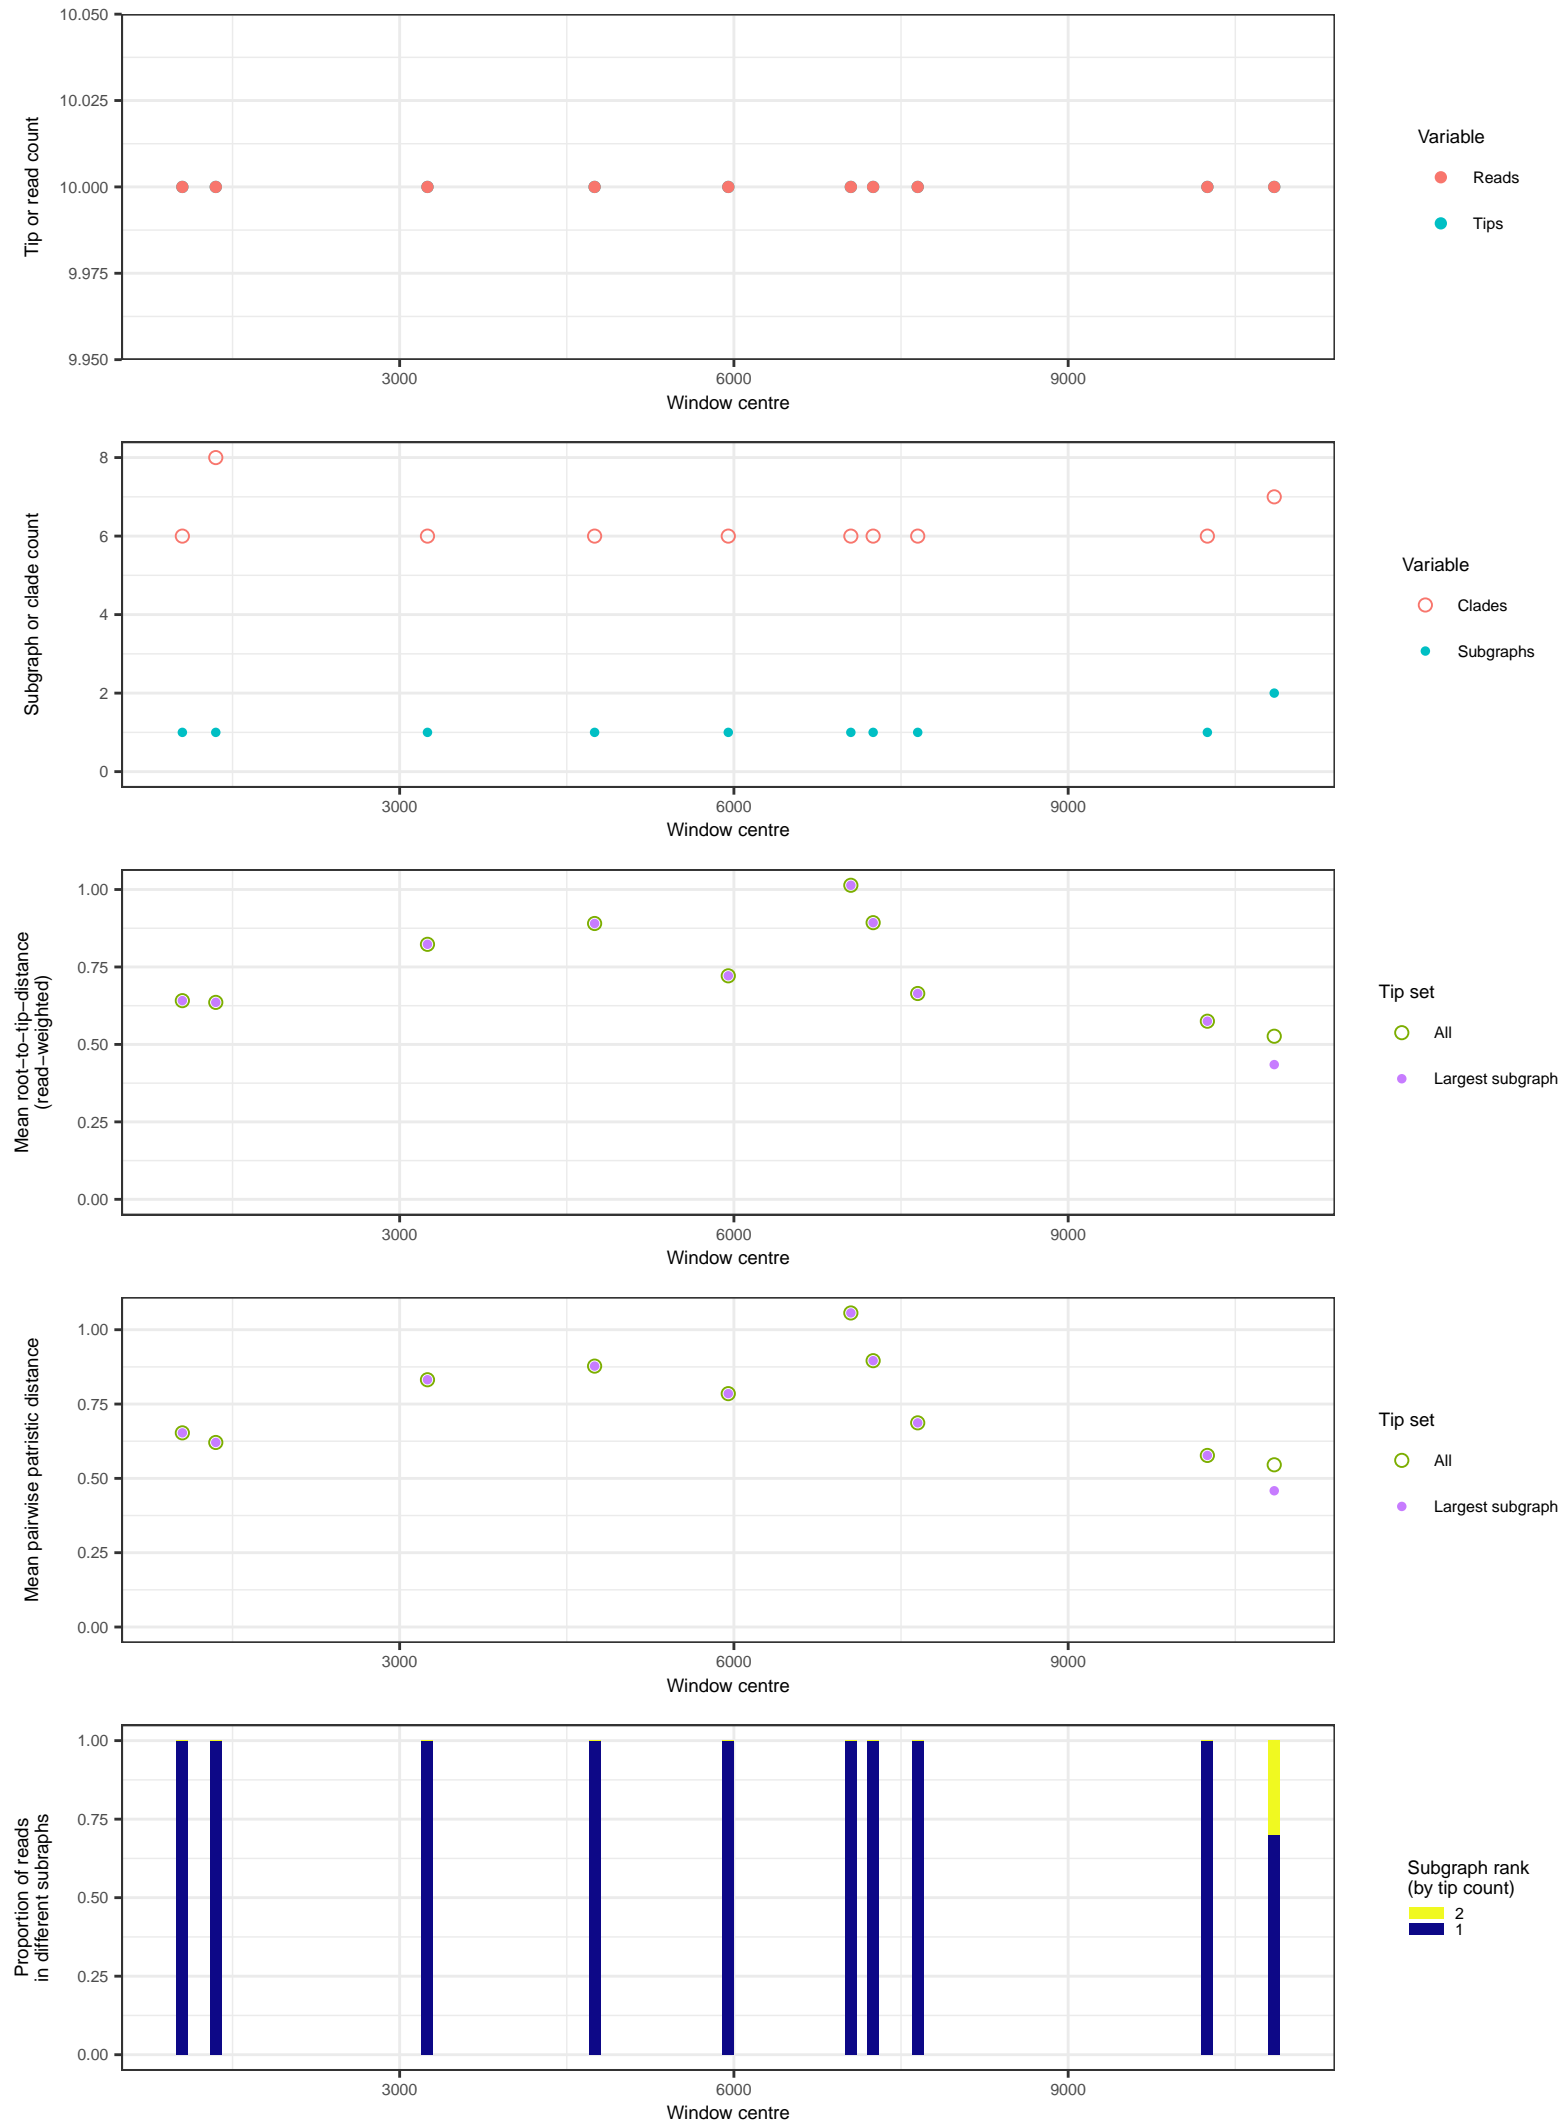 10.050
10.025
10.000
9.975
9.950
Tip or read count
3000 6000 9000
Window centre
Variable
Reads
Tips
8
6
4
2
0
Subgraph or clade count
3000 6000 9000
Window centre
Variable
Clades
Subgraphs
1.00
0.75
0.50
0.25
0.00
Mean root−to−tip−distance
(read−weighted)
3000 6000 9000
Window centre
Tip set
All
Largest subgraph
1.00
0.75
0.50
0.25
0.00
Mean pairwise patristic distance
3000 6000 9000
Window centre
Tip set
All
Largest subgraph
1.00
0.75
0.50
0.25
0.00
Proportion of reads
in different subraphs
3000 6000 9000
Window centre
Subgraph rank
(by tip count)
2
1